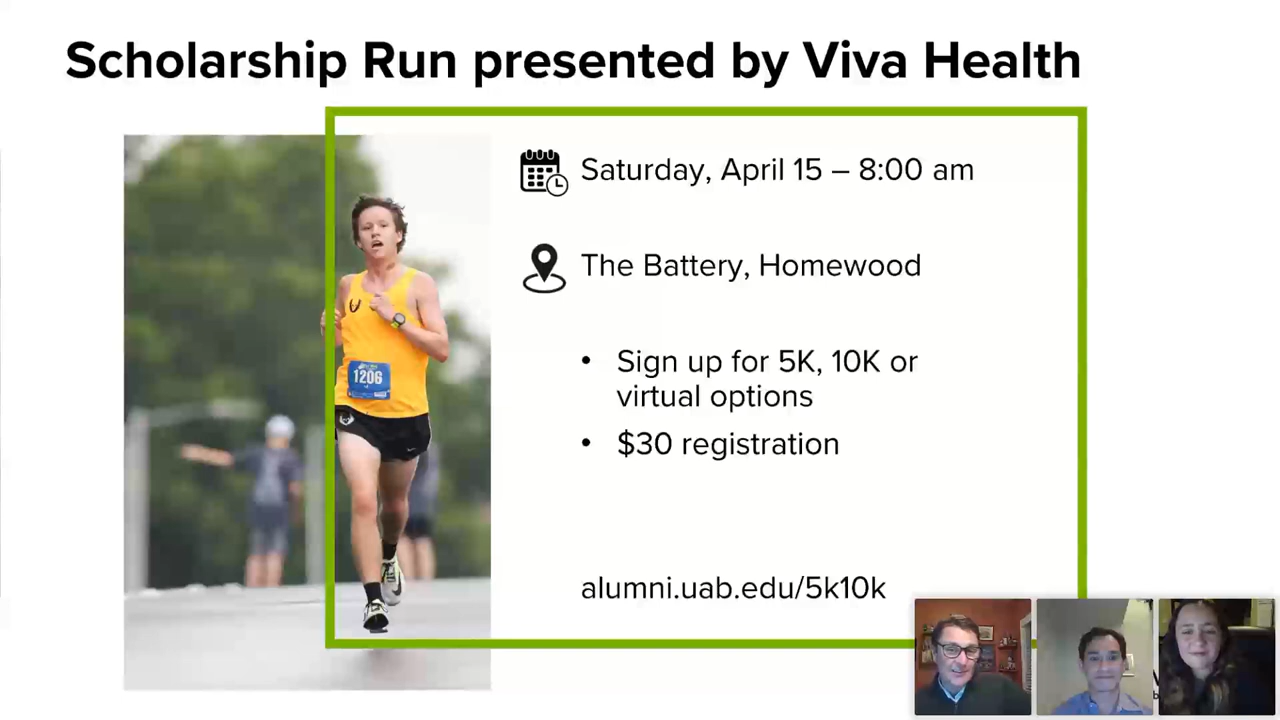 Scholarship Run presented by Viva Health
Saturday, April 15 – 8:00 am
The Battery, Homewood
• Sign up for 5K, 10K or
virtual options
• $30 registration
alumni.uab.edu/5k10k
1206